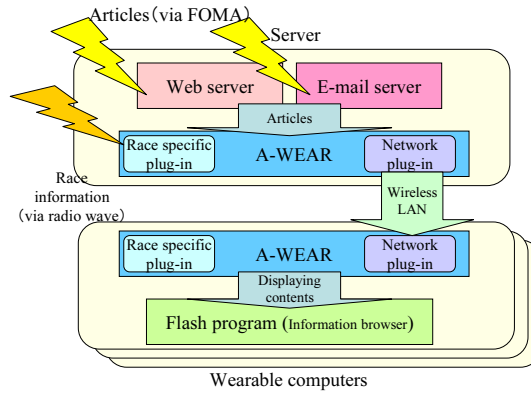 Articles(via FOMA)
Server
Web server
E-mail server
Articles
Race specific
plug-in
A-WEAR
Network
plug-in
Race
information
(via radio wave)
Wireless
LAN
Race specific
plug-in
A-WEAR
Network
plug-in
Displaying
contents
Flash program (Information browser)
Wearable computers